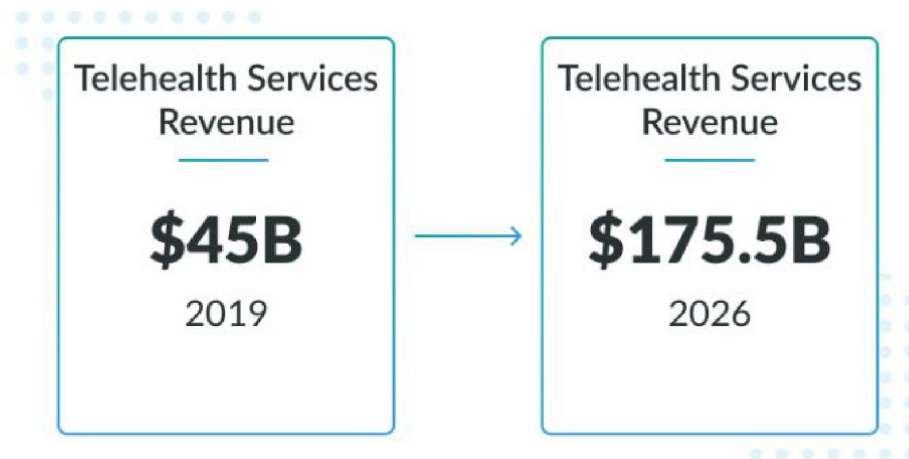 Telehealth Services
Revenue
$45B
2019
Telehealth Services
Revenue
$175.5B
2026